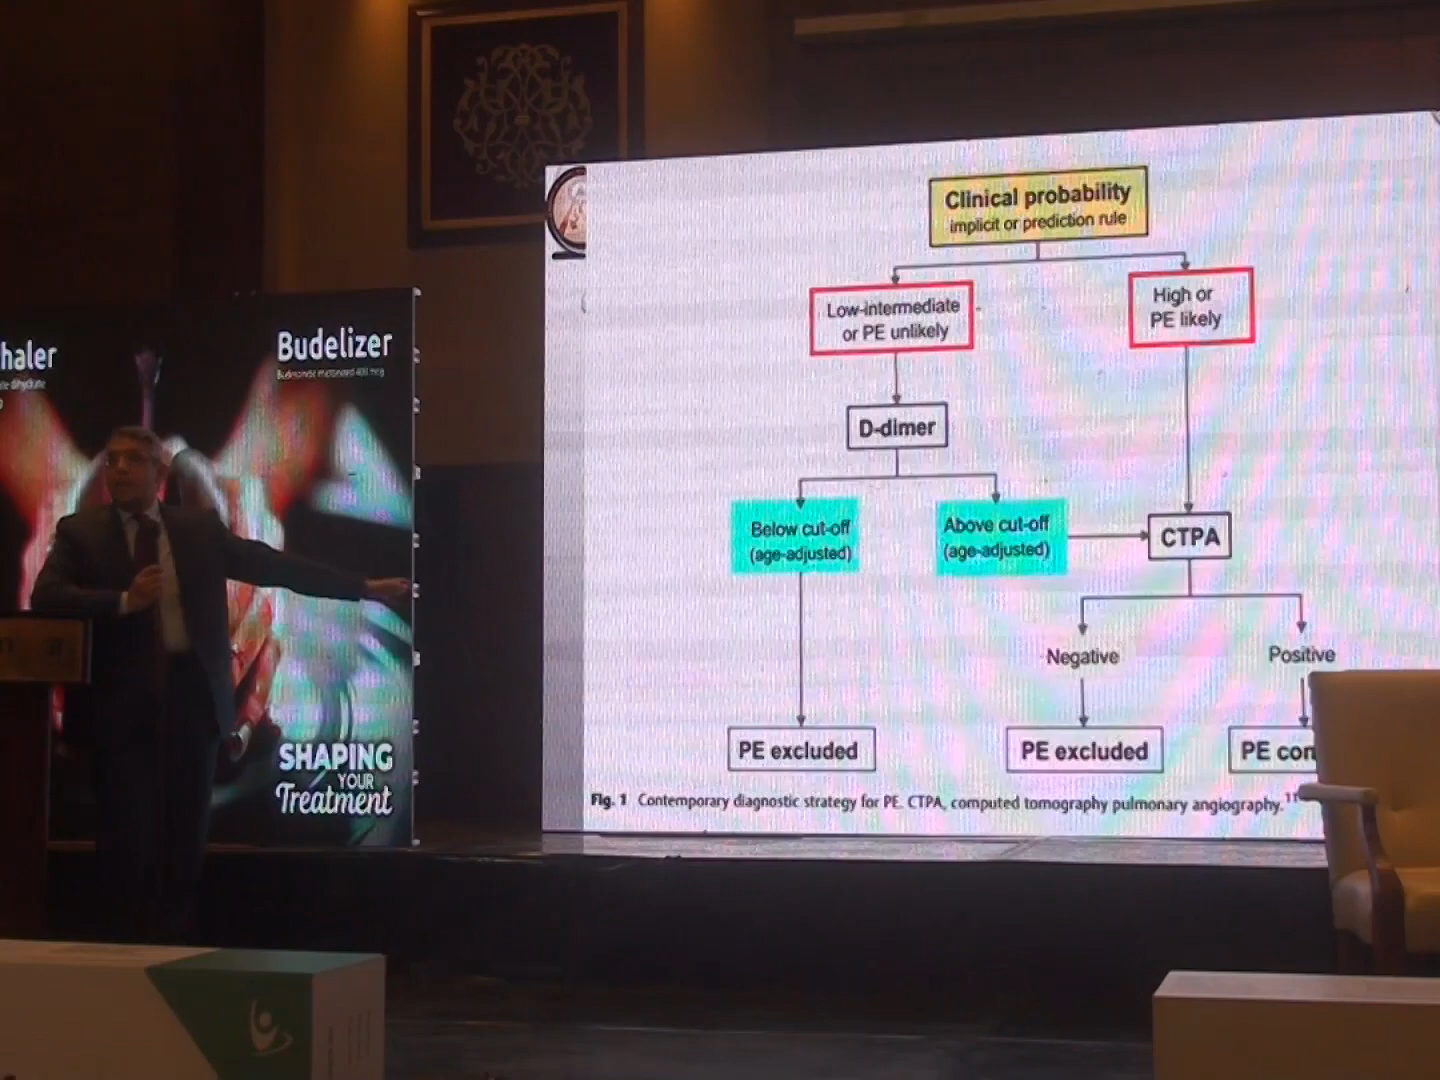 haler
Budelizer
SHAPING
YOUR
Treatment
Clinical probability
implicit or prediction rule
Low-intermediate
or PE unlikely
High or
PE likely
D-dimer
Below cut-off
(age-adjusted)
Above cut-off
(age-adjusted)
CTPA
Negative
Positive
PE excluded
PE excluded
PE con
Fig. 1 Contemporary diagnostic strategy for PE. CTPA, computed tomography pulmonary angiography.